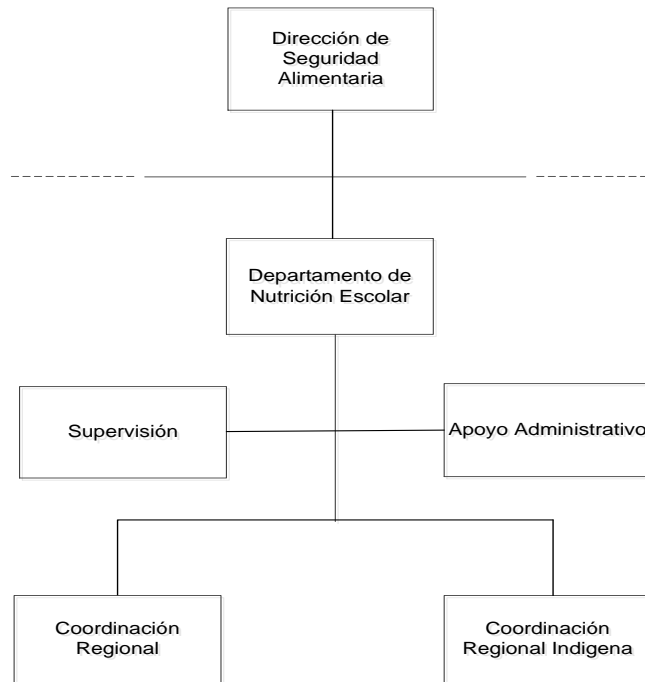 Dirección de
Seguridad
Alimentaria
Departamento de
Nutrición Escolar
Supervisión
Apoyo Administrativo
Coordinación
Regional
Coordinación
Regional Indigena